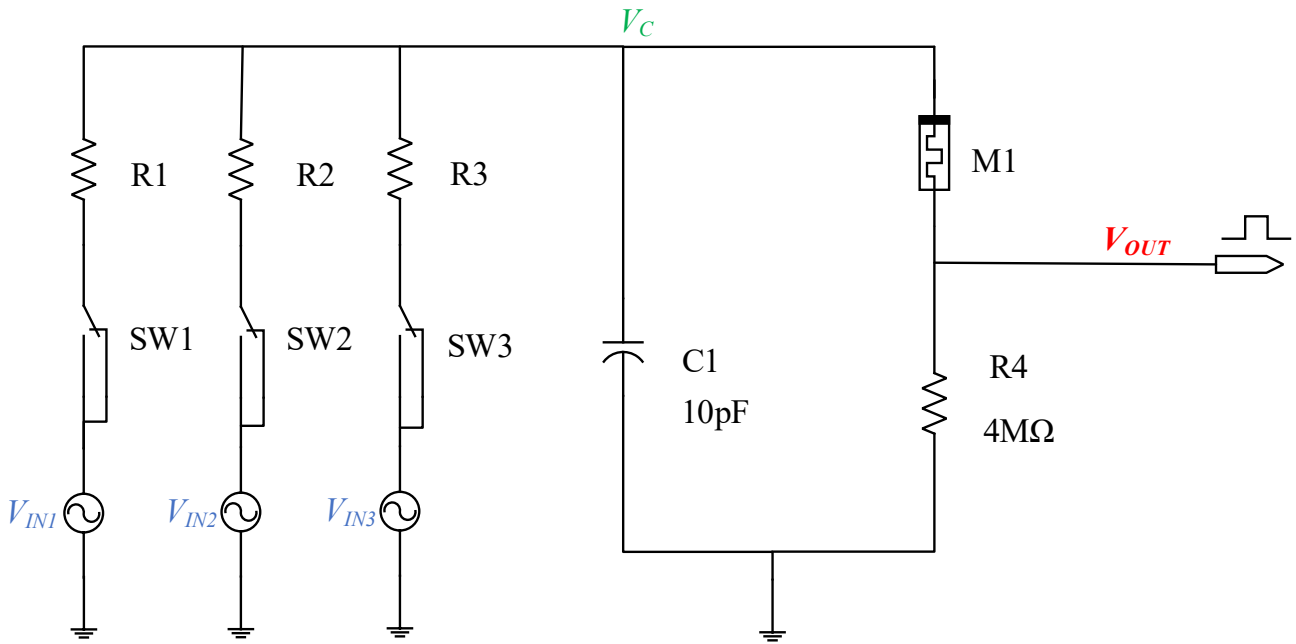 V_C
R1
R2
R3
M1
V_OUT
SW1
SW2
SW3
C1
10pF
R4
4MΩ
V_IN1
V_IN2
V_IN3